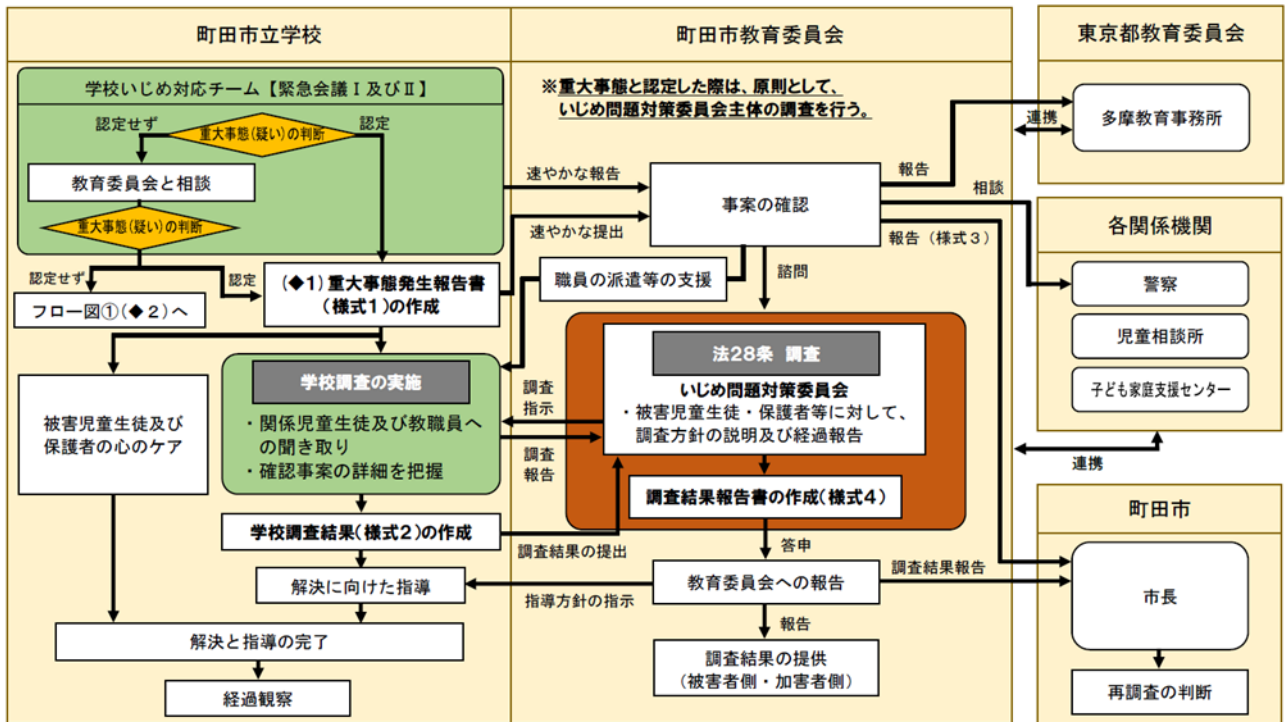 町田市立学校
学校いじめ対応チーム【緊急会議Ⅰ及びⅡ】
認定せず
重大事態(疑い)の判断
認定
教育委員会と相談
重大事態(疑い)の判断
認定せず
認定
フロー図①(◆2)へ
(◆1)重大事態発生報告書
(様式1)の作成
被害児童生徒及び
保護者の心のケア
学校調査の実施
・関係児童生徒及び教職員へ
の聞き取り
・確認事案の詳細を把握
学校調査結果(様式2)の作成
解決に向けた指導
解決と指導の完了
経過観察
町田市教育委員会
※重大事態と認定した際は、原則として、
いじめ問題対策委員会主体の調査を行う。
速やかな報告
速やかな提出
事案の確認
職員の派遣等の支援
諮問
報告
相談
報告(様式3)
法28条 調査
いじめ問題対策委員会
・被害児童生徒・保護者等に対して、
調査方針の説明及び経過報告
調査
指示
調査
報告
調査結果報告書の作成(様式4)
調査結果の提出
答申
教育委員会への報告
指導方針の指示
調査結果報告
報告
調査結果の提供
(被害者側・加害者側)
東京都教育委員会
連携
多摩教育事務所
各関係機関
警察
児童相談所
子ども家庭支援センター
連携
町田市
市長
再調査の判断